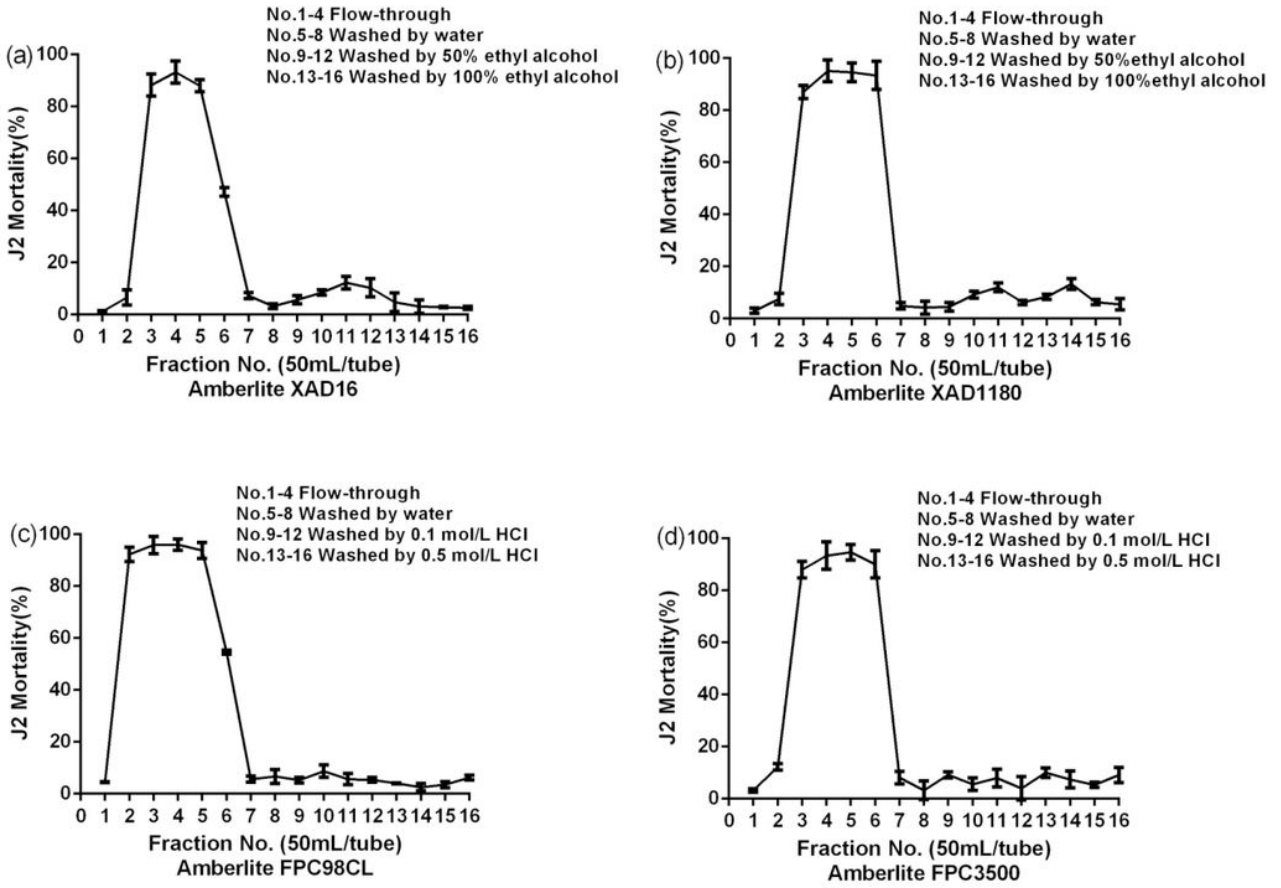 (a)
No.1-4 Flow-through
No.5-8 Washed by water
No.9-12 Washed by 50% ethyl alcohol
No.13-16 Washed by 100% ethyl alcohol
J2 Mortality(%)
100
80
60
40
20
0
0 1 2 3 4 5 6 7 8 9 10 11 12 13 14 15 16
Fraction No. (50mL/tube)
Amberlite XAD16
(b)
No.1-4 Flow-through
No.5-8 Washed by water
No.9-12 Washed by 50%ethyl alcohol
No.13-16 Washed by 100%ethyl alcohol
J2 Mortality(%)
100
80
60
40
20
0
0 1 2 3 4 5 6 7 8 9 10 11 12 13 14 15 16
Fraction No. (50mL/tube)
Amberlite XAD1180
(c)
No.1-4 Flow-through
No.5-8 Washed by water
No.9-12 Washed by 0.1 mol/L HCl
No.13-16 Washed by 0.5 mol/L HCl
J2 Mortality(%)
100
80
60
40
20
0
0 1 2 3 4 5 6 7 8 9 10 11 12 13 14 15 16
Fraction No. (50mL/tube)
Amberlite FPC98CL
(d)
No.1-4 Flow-through
No.5-8 Washed by water
No.9-12 Washed by 0.1 mol/L HCl
No.13-16 Washed by 0.5 mol/L HCl
J2 Mortality(%)
100
80
60
40
20
0
0 1 2 3 4 5 6 7 8 9 10 11 12 13 14 15 16
Fraction No. (50mL/tube)
Amberlite FPC3500